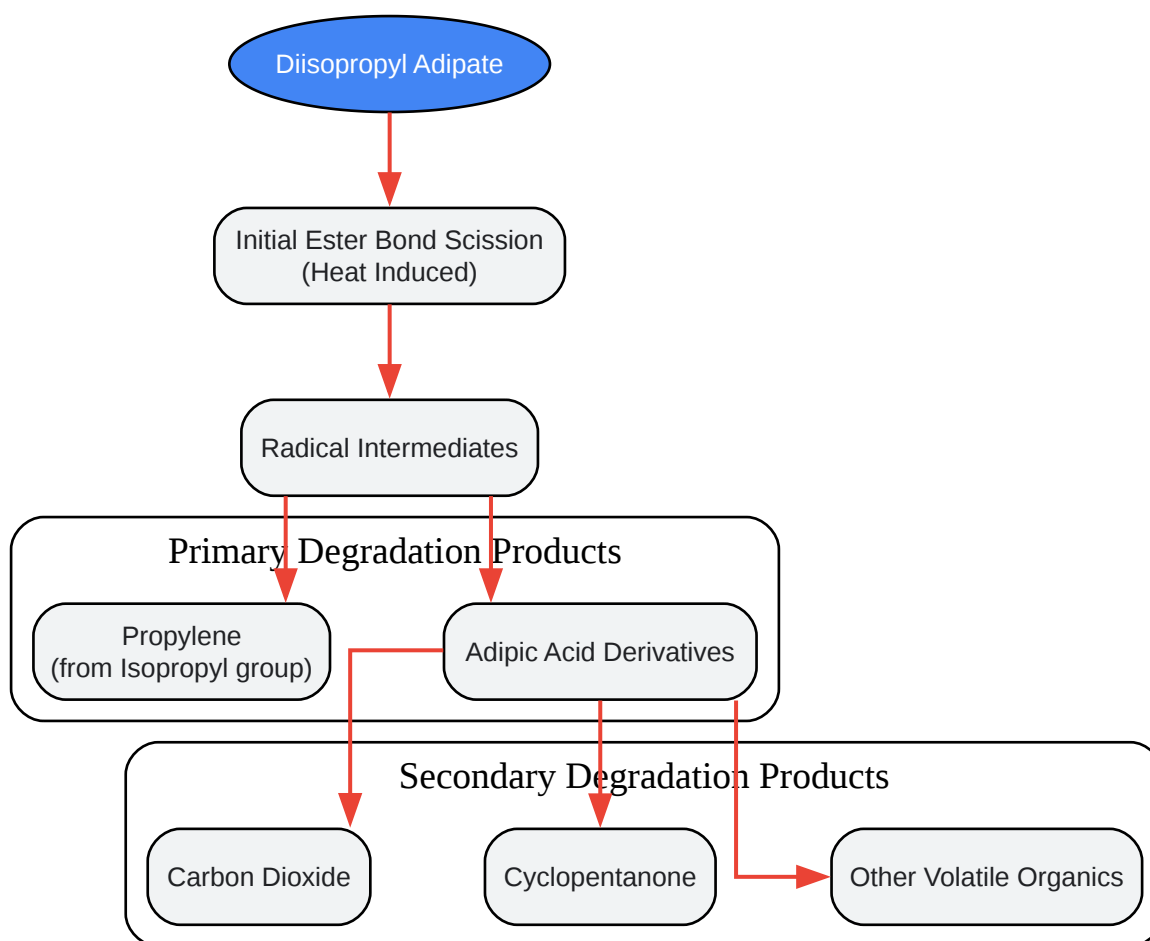 Diisopropyl Adipate
Initial Ester Bond Scission
(Heat Induced)
Radical Intermediates
Primary Degradation Products
Propylene
(from Isopropyl group)
Adipic Acid Derivatives
Secondary Degradation Products
Carbon Dioxide
Cyclopentanone
Other Volatile Organics